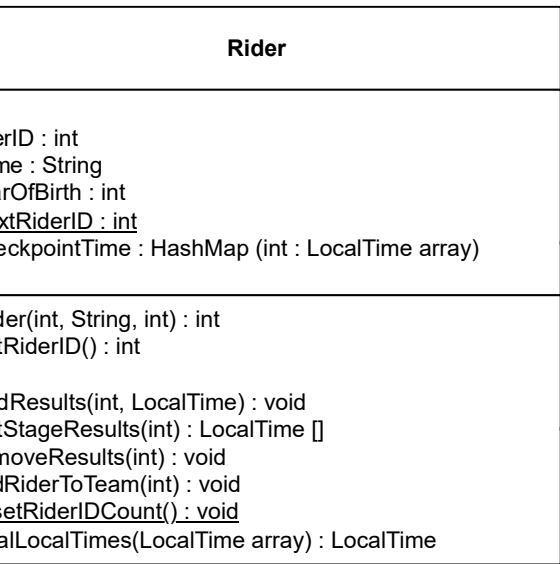 Rider
erID : int
me : String
arOfBirth : int
xtRiderID : int
eckpointTime : HashMap (int : LocalTime array)
der(int, String, int) : int
tRiderID() : int
dResults(int, LocalTime) : void
tStageResults(int) : LocalTime []
moveResults(int) : void
dRiderToTeam(int) : void
setRiderIDCount() : void
alLocalTimes(LocalTime array) : LocalTime